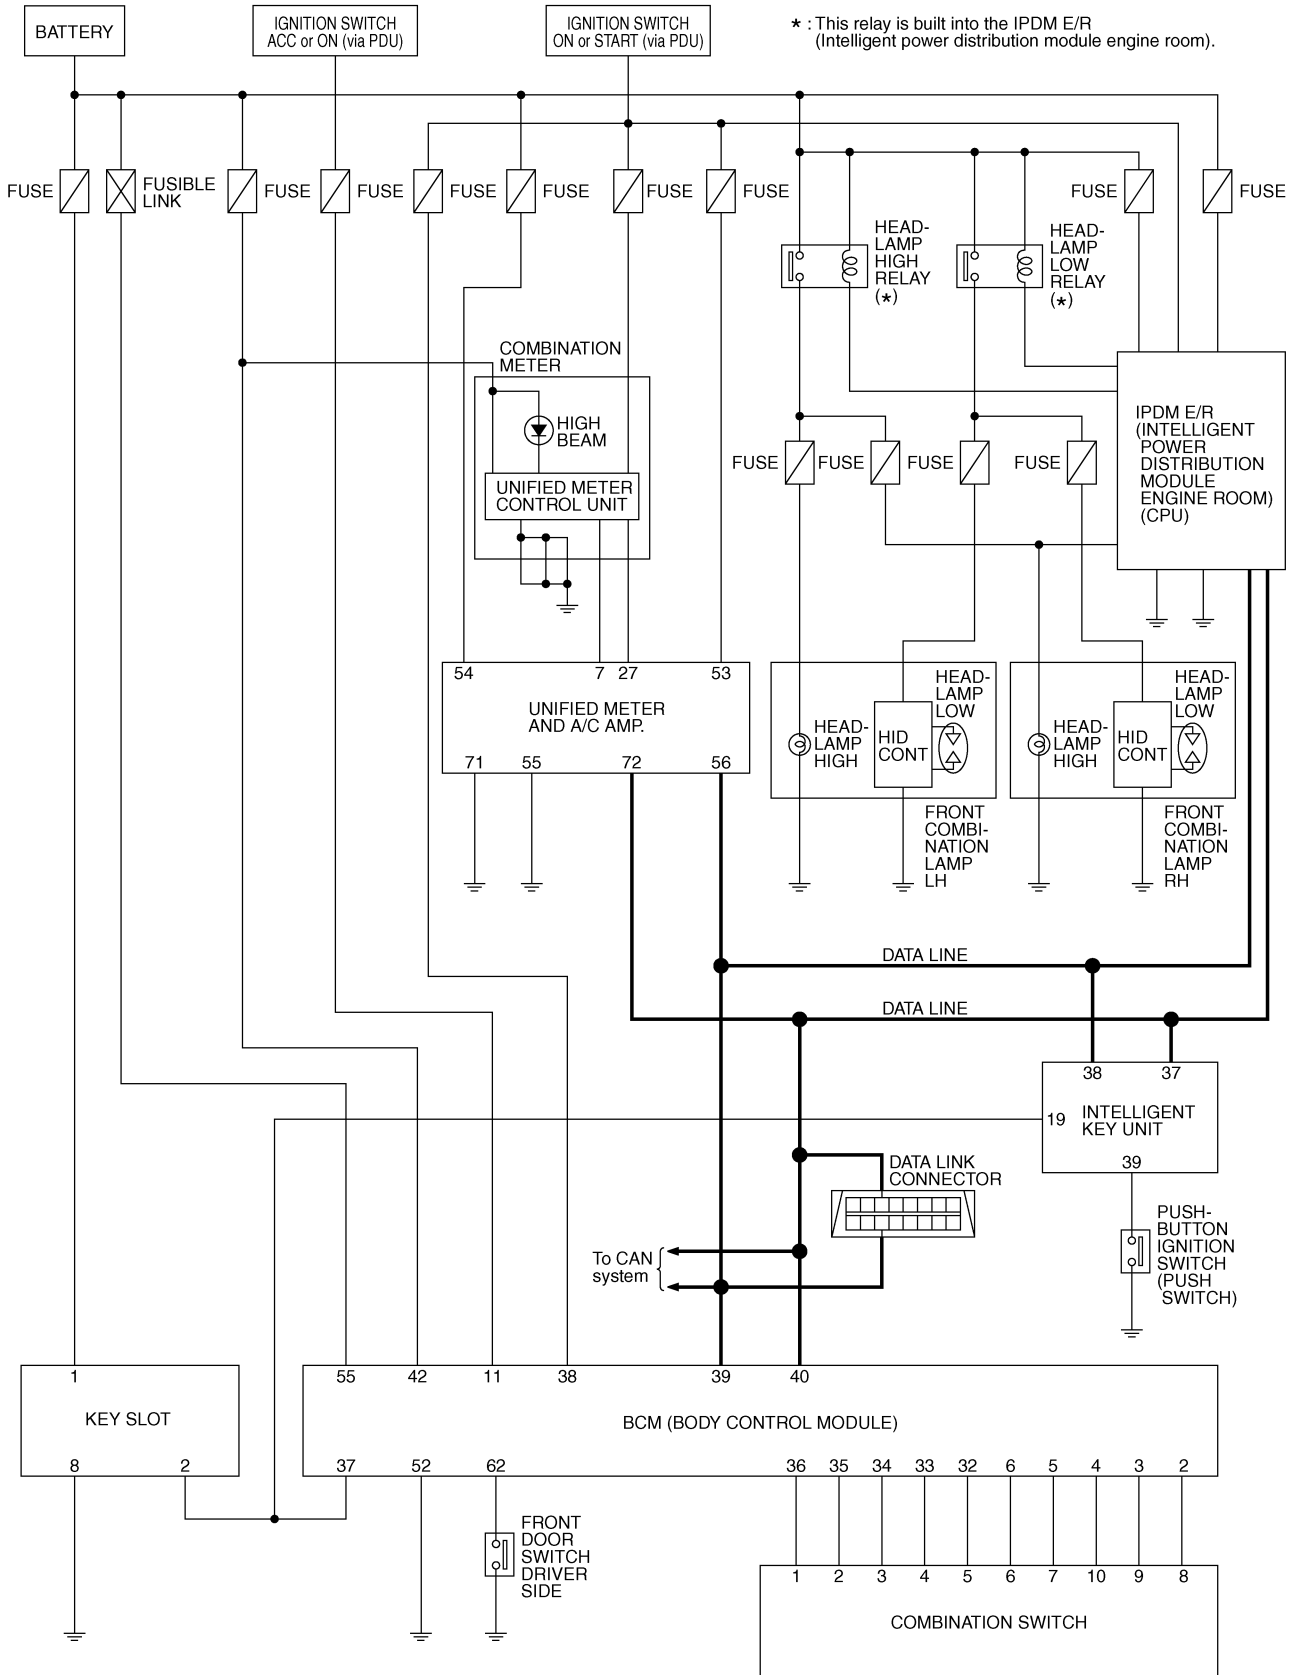 BATTERY
IGNITION SWITCH
ACC or ON (via PDU)
IGNITION SWITCH
ON or START (via PDU)
* : This relay is built into the IPDM E/R
(Intelligent power distribution module engine room).
FUSE
FUSIBLE
LINK
FUSE
FUSE
FUSE
FUSE
FUSE
FUSE
FUSE
FUSE
HEAD-
LAMP
HIGH
RELAY
(*)
HEAD-
LAMP
LOW
RELAY
(*)
COMBINATION
METER
HIGH
BEAM
UNIFIED METER
CONTROL UNIT
FUSE
FUSE
FUSE
FUSE
IPDM E/R
(INTELLIGENT
POWER
DISTRIBUTION
MODULE
ENGINE ROOM)
(CPU)
54
7
27
53
UNIFIED METER
AND A/C AMP.
71
55
72
56
HEAD-
LAMP
HIGH
HID
CONT
HEAD-
LAMP
LOW
FRONT
COMBI-
NATION
LAMP
LH
HEAD-
LAMP
HIGH
HID
CONT
HEAD-
LAMP
LOW
FRONT
COMBI-
NATION
LAMP
RH
DATA LINE
DATA LINE
38
37
19
INTELLIGENT
KEY UNIT
39
DATA LINK
CONNECTOR
To CAN
system
PUSH-
BUTTON
IGNITION
SWITCH
(PUSH
SWITCH)
1
KEY SLOT
8
2
55
42
11
38
39
40
BCM (BODY CONTROL MODULE)
37
52
62
36
35
34
33
32
6
5
4
3
2
FRONT
DOOR
SWITCH
DRIVER
SIDE
1
2
3
4
5
6
7
10
9
8
COMBINATION SWITCH